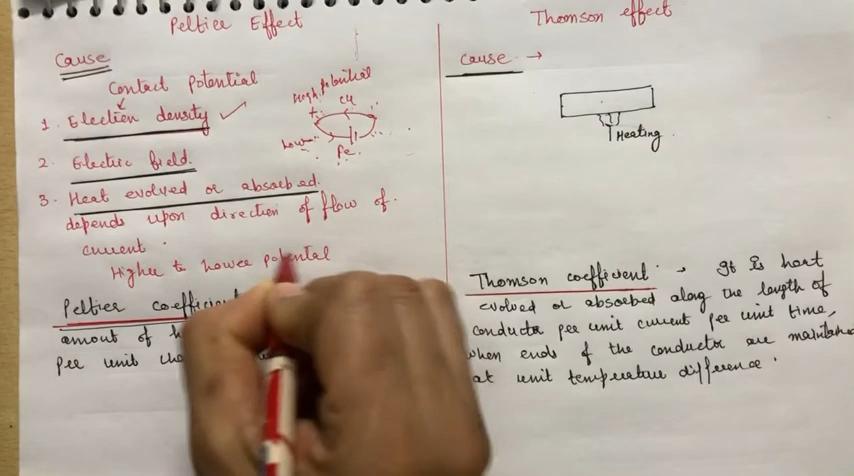 Peltier Effect
Cause
Contact Potential
1. Electron density
2. Electric field.
3. Heat evolved or absorbed.
depends upon direction of flow of.
current.
Higher to lower potental
High potential
+ Cu
Low
Fe.
Peltier coefficien
amount of h
Per unit cha
Thomson effect
cause →
Heating
Thomson coefficient → It is heat
evolved or absorbed along the length of
conductor per unit current per unit time,
when ends of the conductor are maintained
at unit temperature difference.